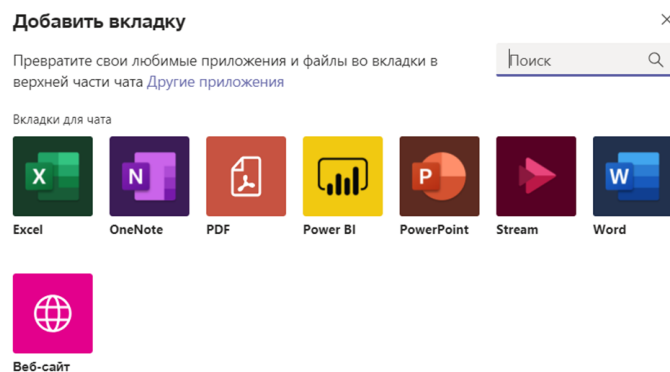 Добавить вкладку
Превратите свои любимые приложения и файлы во вкладки в
верхней части чата Другие приложения
Поиск
Вкладки для чата
X N P W
Excel OneNote PDF Power BI PowerPoint Stream Word
Веб-сайт